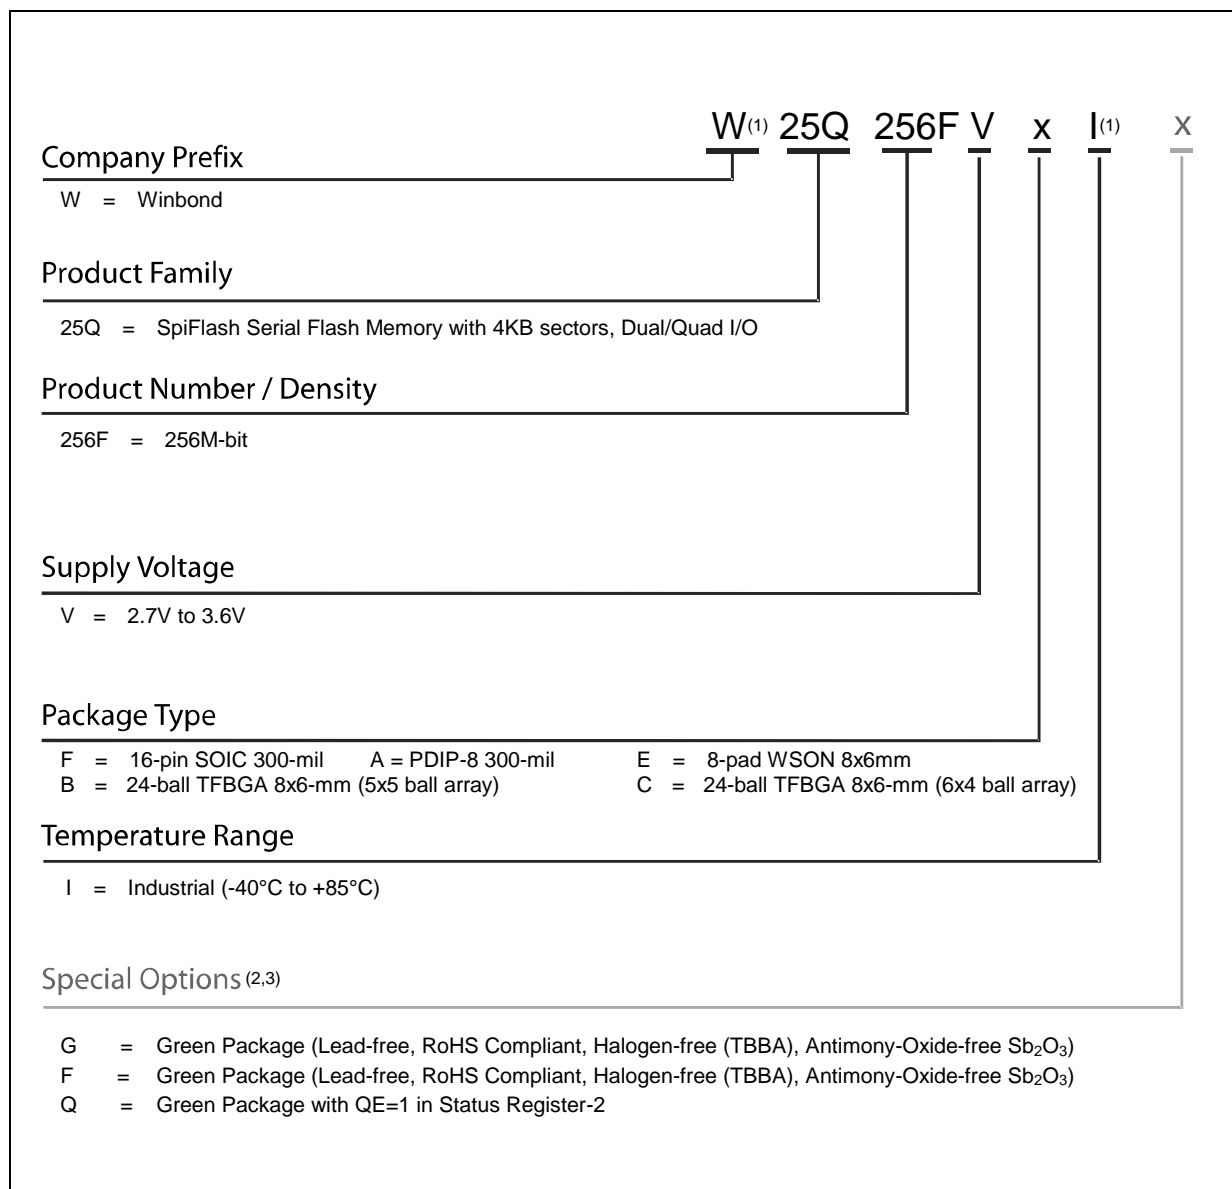 W(1) 25Q 256F V x I(1) x
Company Prefix
W = Winbond
Product Family
25Q = SpiFlash Serial Flash Memory with 4KB sectors, Dual/Quad I/O
Product Number / Density
256F = 256M-bit
Supply Voltage
V = 2.7V to 3.6V
Package Type
F = 16-pin SOIC 300-mil A = PDIP-8 300-mil E = 8-pad WSON 8x6mm
B = 24-ball TFBGA 8x6-mm (5x5 ball array) C = 24-ball TFBGA 8x6-mm (6x4 ball array)
Temperature Range
I = Industrial (-40°C to +85°C)
Special Options (2,3)
G = Green Package (Lead-free, RoHS Compliant, Halogen-free (TBBA), Antimony-Oxide-free Sb₂O₃)
F = Green Package (Lead-free, RoHS Compliant, Halogen-free (TBBA), Antimony-Oxide-free Sb₂O₃)
Q = Green Package with QE=1 in Status Register-2